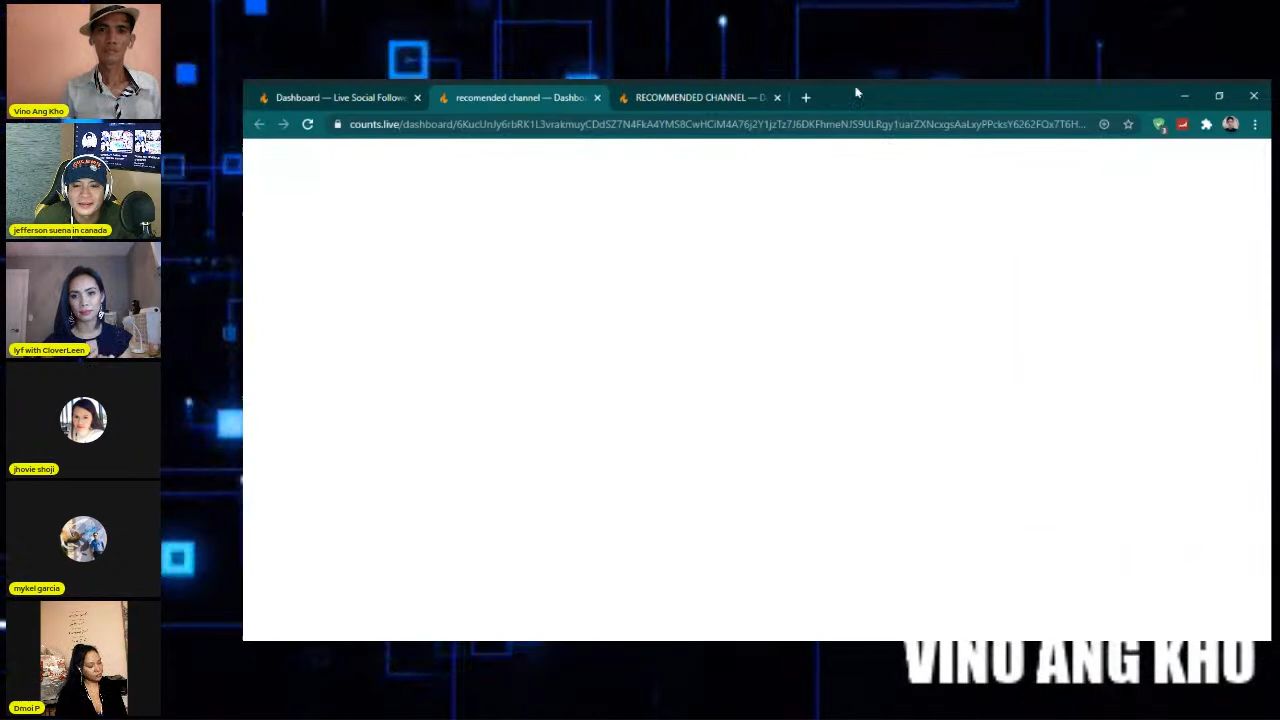 Vino Ang Kho
jefferson suena in canada
lyf with CloverLeen
jhovie shoji
mykel garcia
Dmoi P
Dashboard — Live Social Follow
recomended channel — Dashbo
RECOMMENDED CHANNEL — D
counts.live/dashboard/
VINO ANG KHO